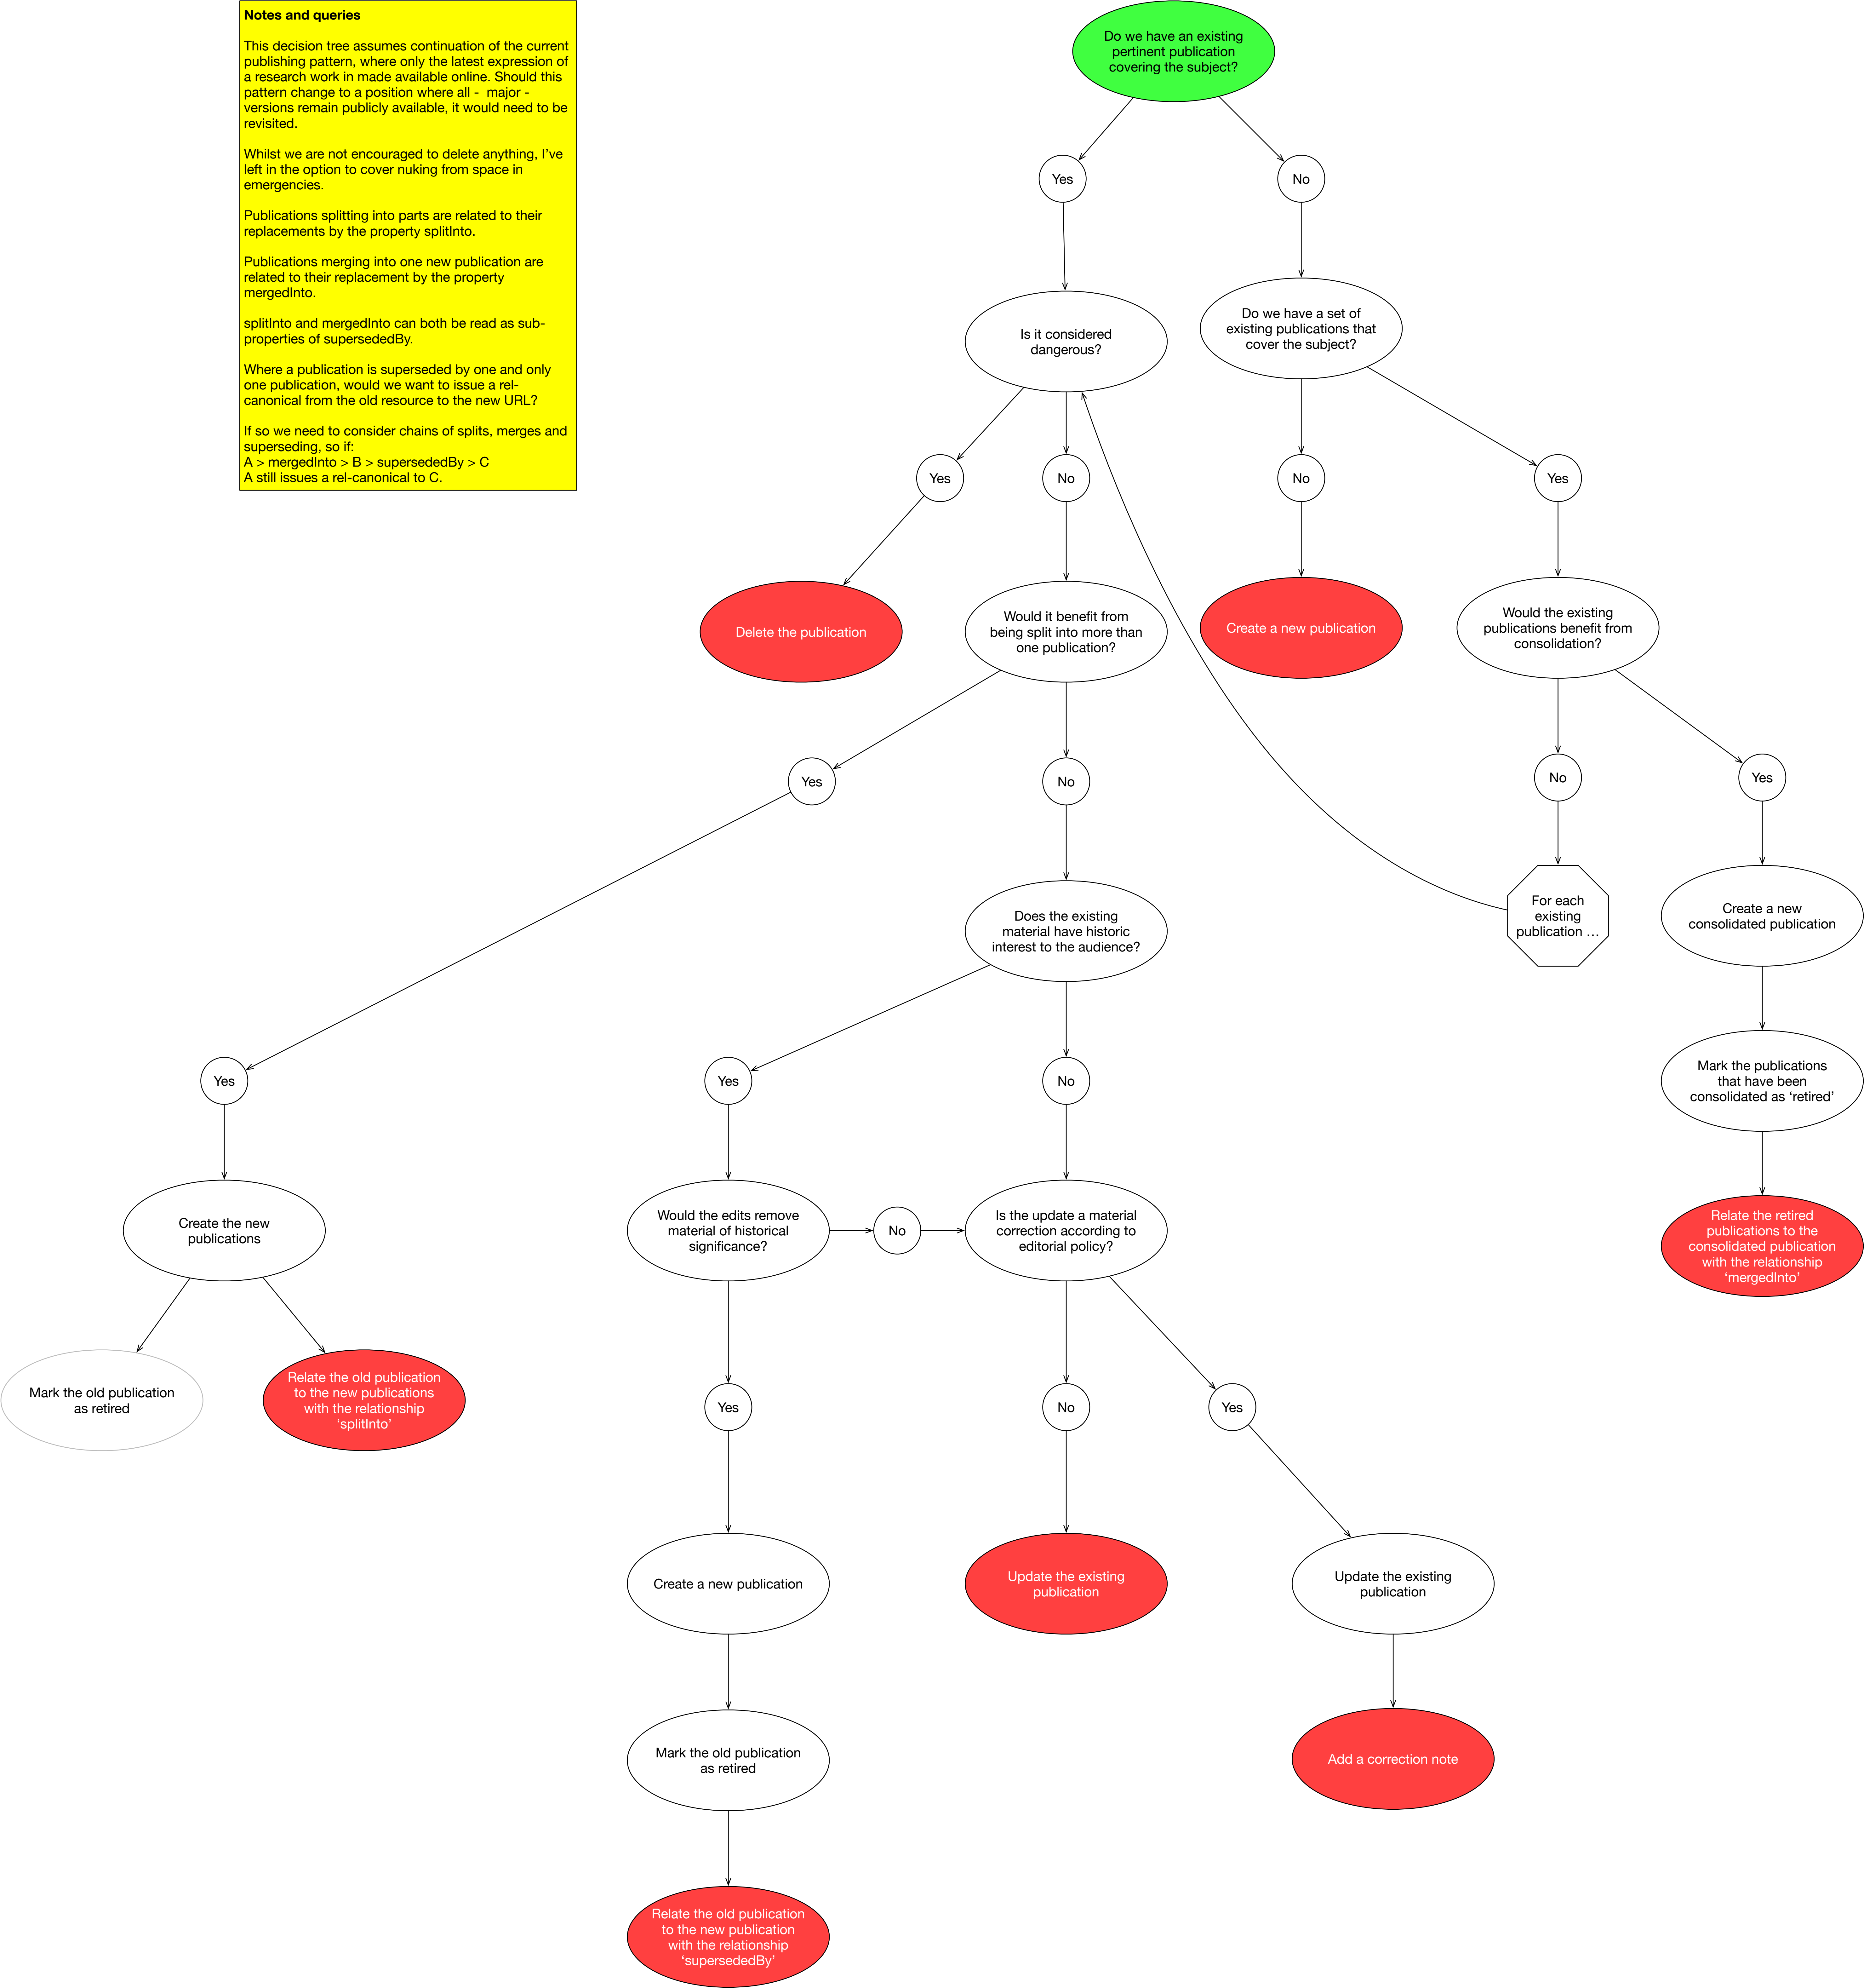 Notes and queries
This decision tree assumes continuation of the current
publishing pattern, where only the latest expression of
a research work in made available online. Should this
pattern change to a position where all -  major -
versions remain publicly available, it would need to be
revisited.
Whilst we are not encouraged to delete anything, I've
left in the option to cover nuking from space in
emergencies.
Publications splitting into parts are related to their
replacements by the property splitInto.
Publications merging into one new publication are
related to their replacement by the property
mergedInto.
splitInto and mergedInto can both be read as sub-
properties of supersededBy.
Where a publication is superseded by one and only
one publication, would we want to issue a rel-
canonical from the old resource to the new URL?
If so we need to consider chains of splits, merges and
superseding, so if:
A > mergedInto > B > supersededBy > C
A still issues a rel-canonical to C.
Do we have an existing
pertinent publication
covering the subject?
Yes
No
Is it considered
dangerous?
Do we have a set of
existing publications that
cover the subject?
Yes
No
No
Yes
Delete the publication
Would it benefit from
being split into more than
one publication?
Create a new publication
Would the existing
publications benefit from
consolidation?
Yes
No
No
Yes
Does the existing
material have historic
interest to the audience?
For each
existing
publication …
Create a new
consolidated publication
Yes
Yes
No
Mark the publications
that have been
consolidated as ‘retired’
Create the new
publications
Would the edits remove
material of historical
significance?
No
Is the update a material
correction according to
editorial policy?
Relate the retired
publications to the
consolidated publication
with the relationship
‘mergedInto’
Mark the old publication
as retired
Relate the old publication
to the new publications
with the relationship
‘splitInto’
Yes
No
Yes
Create a new publication
Update the existing
publication
Update the existing
publication
Mark the old publication
as retired
Add a correction note
Relate the old publication
to the new publication
with the relationship
‘supersededBy’